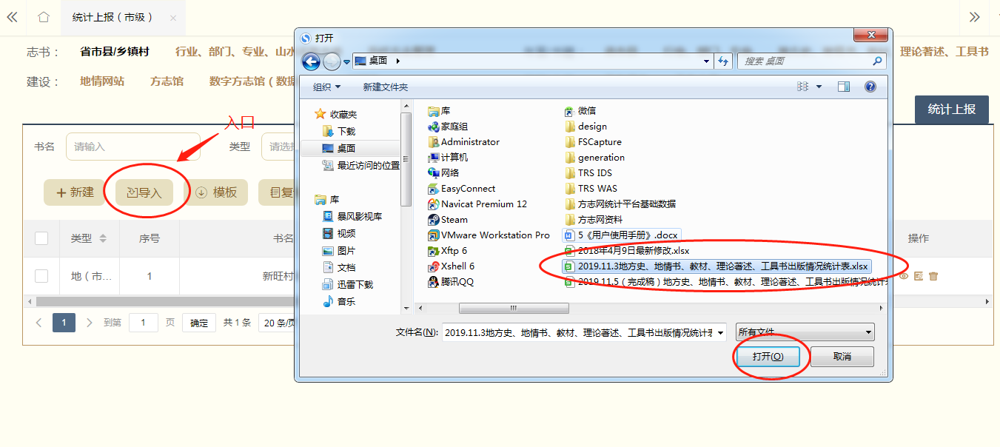 统计上报（市级） ×
打开
志书： 省市县/乡镇村 行业、部门、专业、山水 理论著述、工具书
桌面
搜索 桌面
建设： 地情网站 方志馆 数字方志馆（数据
组织 新建文件夹
统计上报
入口
书名 请输入 类型 请选择
新建 导入 模板 复
类型 序号 书名 操作
地（市... 1 新旺村
1 到第 1 页 确定 共 1 条 20 条/页
收藏夹
下载
桌面
最近访问的位置
库
暴风影视库
视频
图片
文档
迅雷下载
音乐
库
家庭组
Administrator
计算机
网络
EasyConnect
Navicat Premium 12
Steam
VMware Workstation Pro
Xftp 6
Xshell 6
腾讯QQ
微信
design
FSCapture
generation
TRS IDS
TRS WAS
方志网统计平台基础数据
方志网资料
5《用户使用手册》.docx
2018年4月9日最新修改.xlsx
2019.11.3地方史、地情书、教材、理论著述、工具书出版情况统计表.xlsx
2019.11.5（完成稿）地方史、地情书、教材、理论著述、工具书出版情况统计表
文件名(N): 2019.11.3地方史、地情书、教材、理论著述、工具书出版情况统计表 所有文件
打开(O) 取消